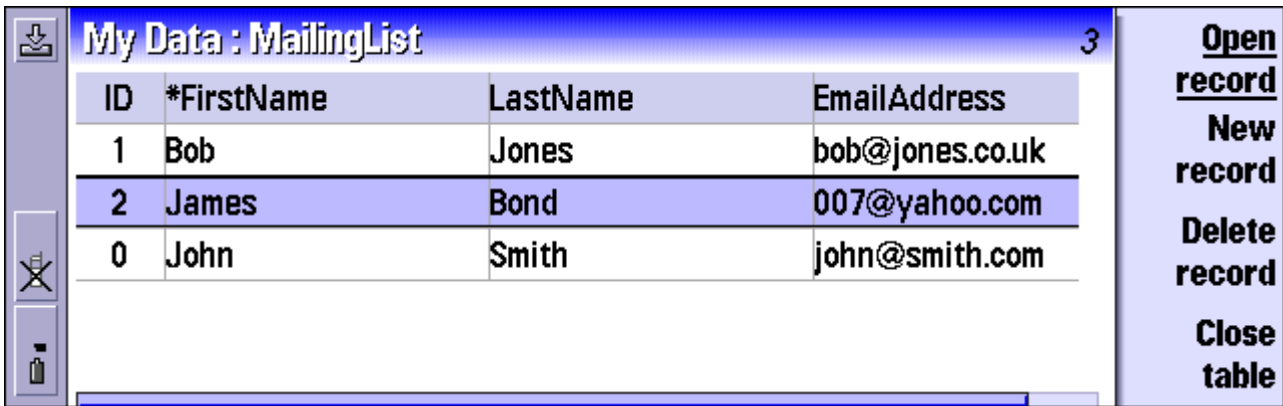 My Data : MailingList 3
ID *FirstName LastName EmailAddress
1 Bob Jones bob@jones.co.uk
2 James Bond 007@yahoo.com
0 John Smith john@smith.com
Open
record
New
record
Delete
record
Close
table